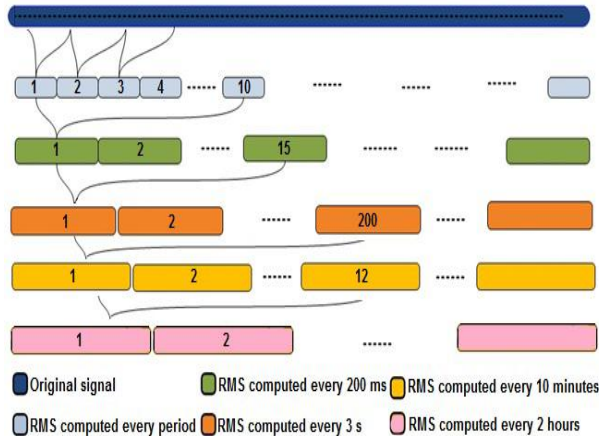 1 2 3 4 ...... 10 ...... ...... ......
1 2 ...... 15 ....... .......
1 2 ...... 200 ......
1 2 ...... 12 ......
1 2 ......
Original signal RMS computed every 200 ms RMS computed every 10 minutes
RMS computed every period RMS computed every 3 s RMS computed every 2 hours